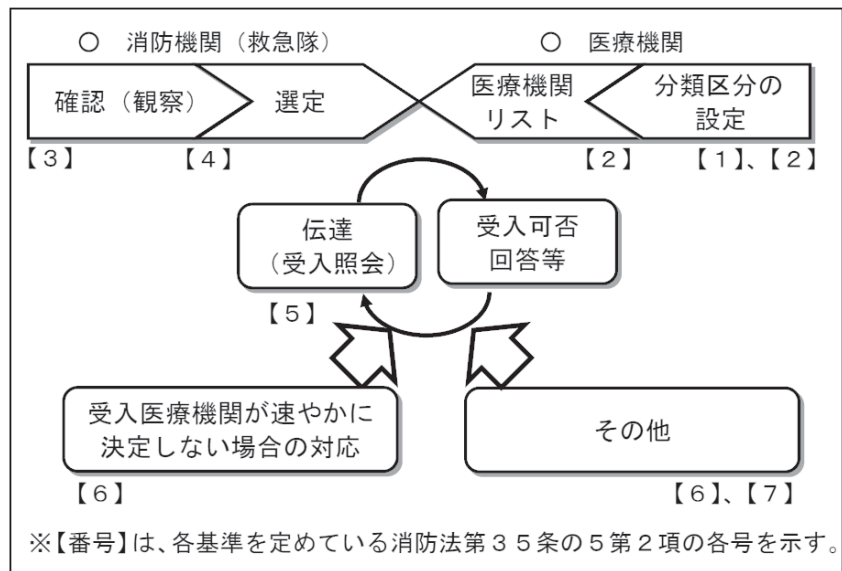 ○ 消防機関（救急隊） ○ 医療機関
確認（観察）
選定
医療機関
リスト
分類区分の
設定
【３】 【４】 【２】 【１】、【２】
伝達
（受入照会）
受入可否
回答等
【５】
受入医療機関が速やかに
決定しない場合の対応
その他
【６】 【６】、【７】
※【番号】は、各基準を定めている消防法第３５条の５第２項の各号を示す。